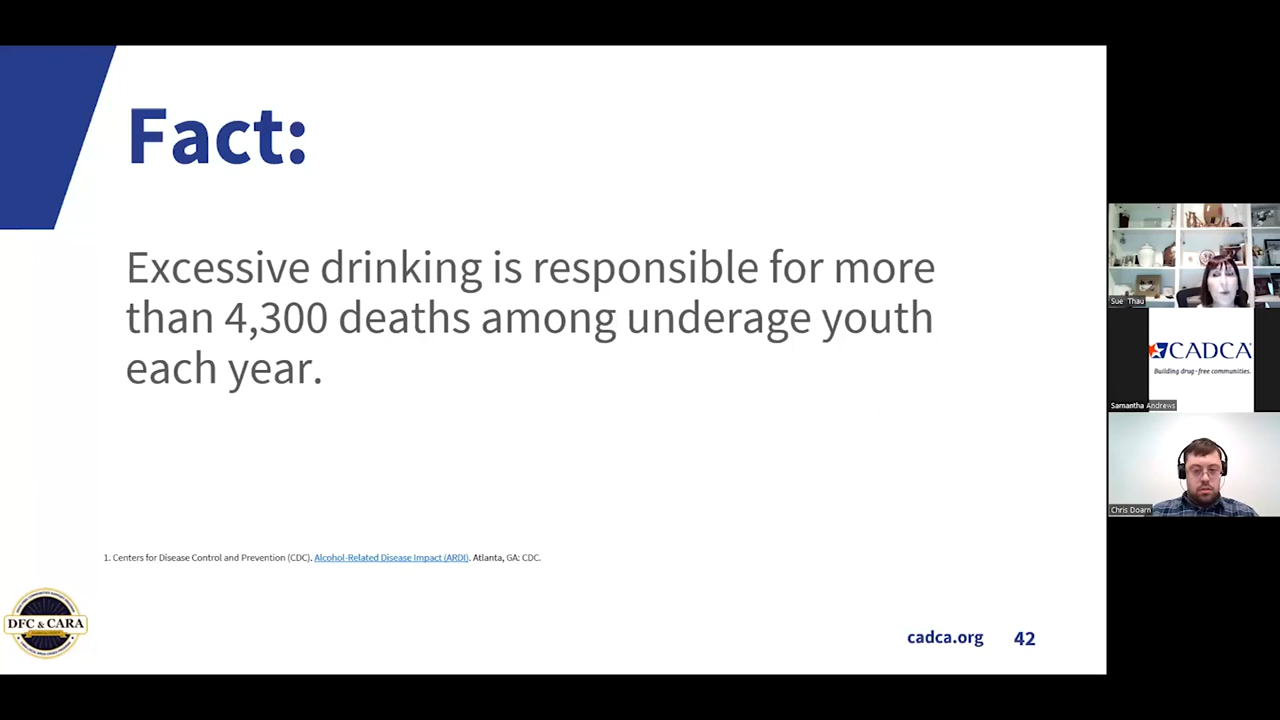 Fact:
Excessive drinking is responsible for more
than 4,300 deaths among underage youth
each year.
1. Centers for Disease Control and Prevention (CDC). Alcohol-Related Disease Impact (ARDI). Atlanta, GA: CDC.
DFC & CARA
cadca.org 42
Sue Thau
CADCA
Building drug-free communities.
Samantha Andrews
Chris Doarn